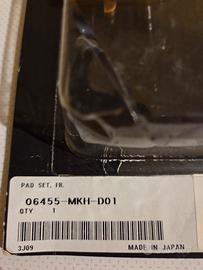 PAD SET, FR.
06455-MKH-D01
QTY 1
3J09 MADE IN JAPAN